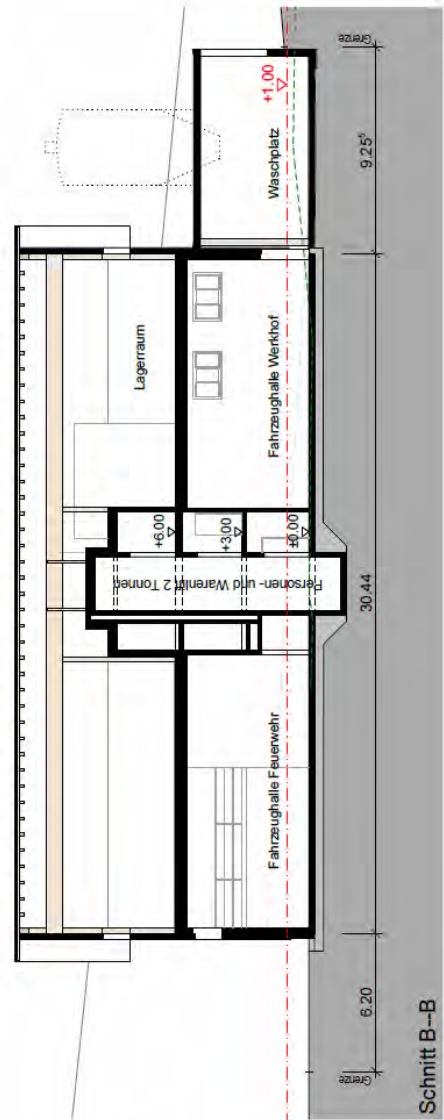 Lagerraum
+6.00
+3.00
±0.00
Personen- und Warenlift 2 Tonnen
Fahrzeughalle Feuerwehr
Fahrzeughalle Werkhof
Waschplatz
+1.00
Grenze
6.20
30.44
9.25⁵
Grenze
Schnitt B--B